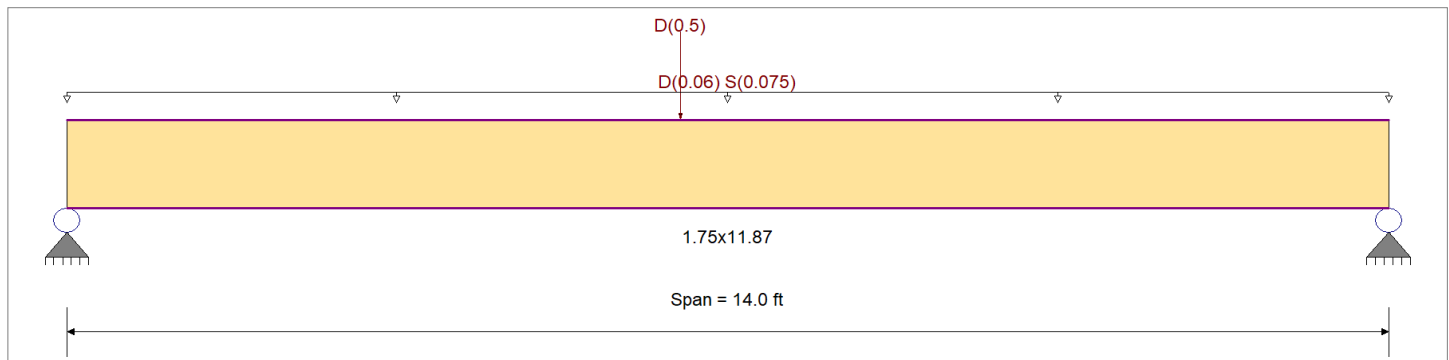 D(0.5)
D(0.06) S(0.075)
1.75x11.87
Span = 14.0 ft